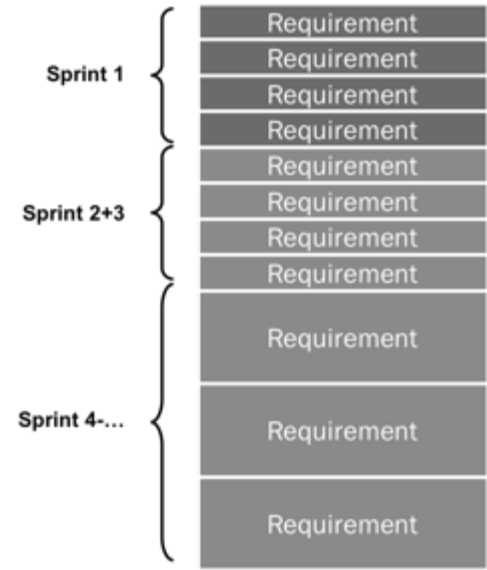 Requirement
Requirement
Sprint 1
Requirement
Requirement
Requirement
Requirement
Sprint 2+3
Requirement
Requirement
Requirement
Sprint 4-...
Requirement
Requirement